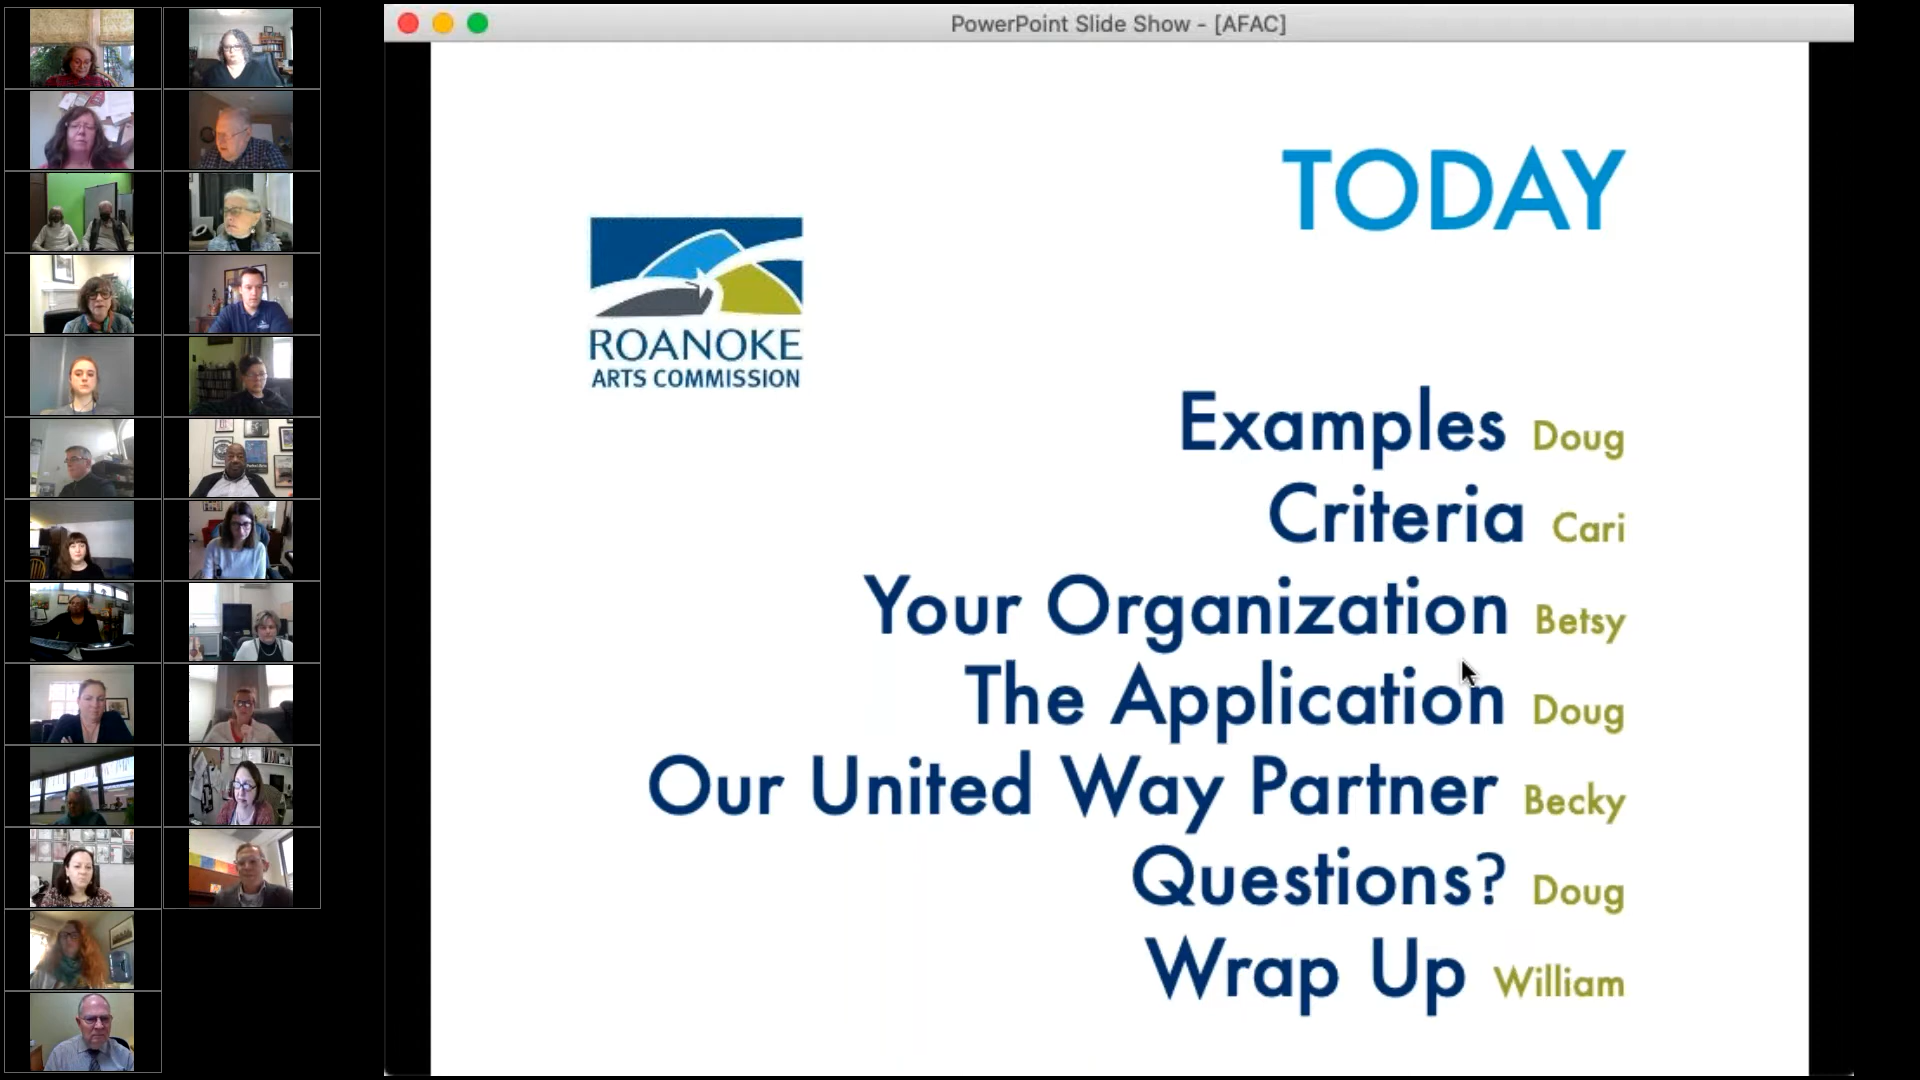 PowerPoint Slide Show - [AFAC]
TODAY
ROANOKE
ARTS COMMISSION
Examples Doug
Criteria Cari
Your Organization Betsy
The Application Doug
Our United Way Partner Becky
Questions? Doug
Wrap Up William